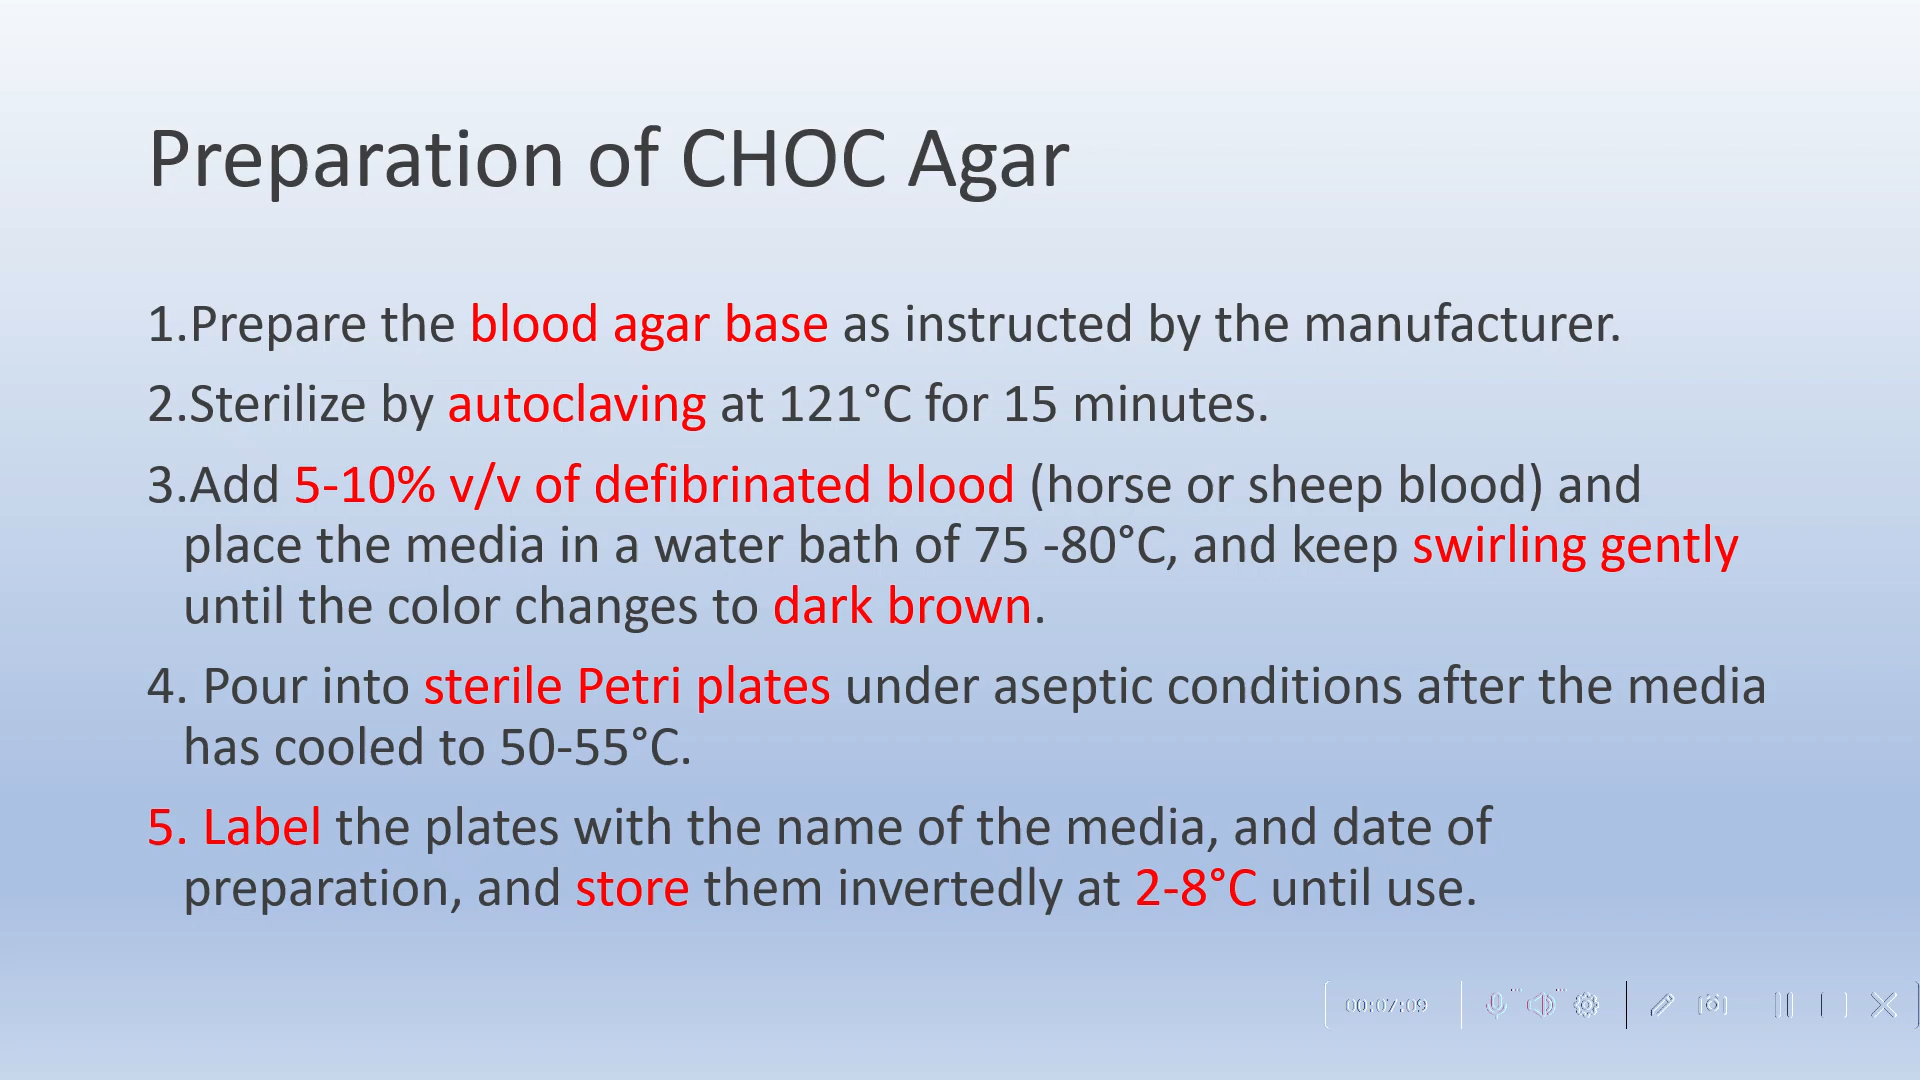 Preparation of CHOC Agar
1.Prepare the blood agar base as instructed by the manufacturer.
2.Sterilize by autoclaving at 121°C for 15 minutes.
3.Add 5-10% v/v of defibrinated blood (horse or sheep blood) and
place the media in a water bath of 75 -80°C, and keep swirling gently
until the color changes to dark brown.
4. Pour into sterile Petri plates under aseptic conditions after the media
has cooled to 50-55°C.
5. Label the plates with the name of the media, and date of
preparation, and store them invertedly at 2-8°C until use.
00:07:09